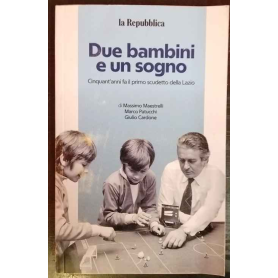 la Repubblica
Due bambini
e un sogno
Cinquant'anni fa il primo scudetto della Lazio
di Massimo Maestrelli
Marco Patucchi
Giulio Cardone